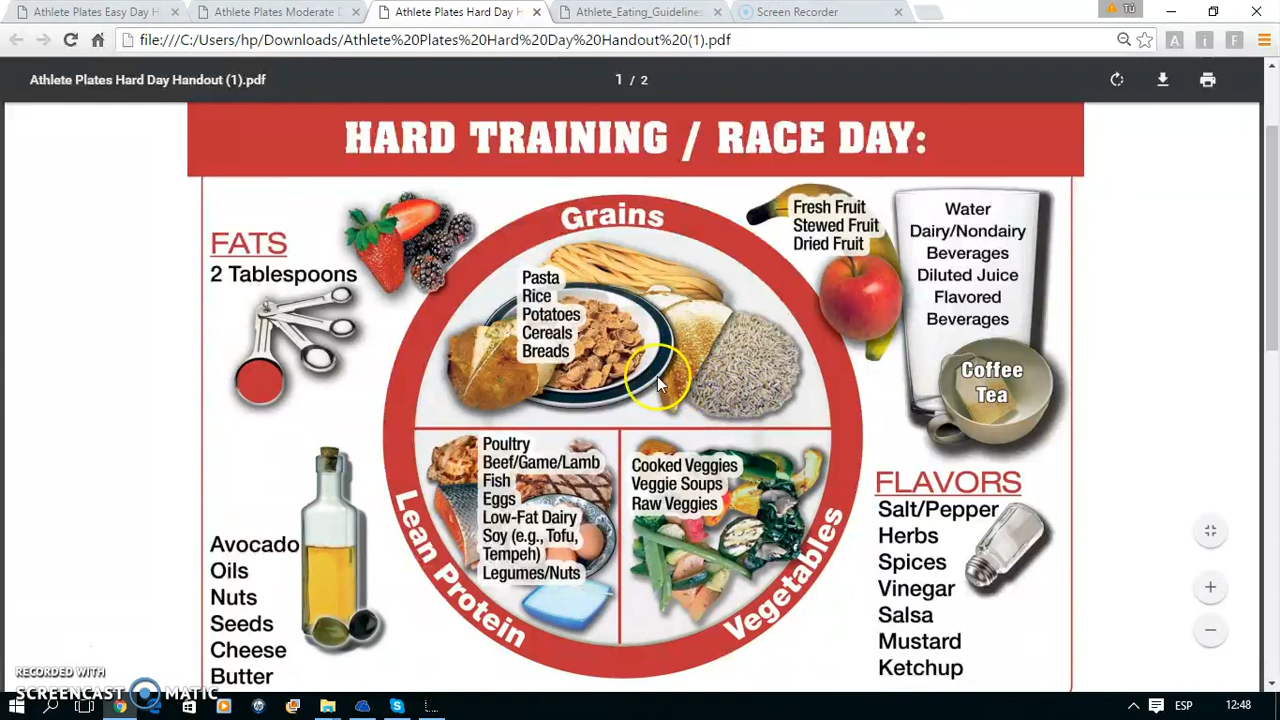 Athlete Plates Easy Day H
Athlete Plates Moderate D
Athlete Plates Hard Day H
Athlete_Eating_Guideline
Screen Recorder
Tú
file:///C:/Users/hp/Downloads/Athlete%20Plates%20Hard%20Day%20Handout%20(1).pdf
Athlete Plates Hard Day Handout (1).pdf
1 / 2
HARD TRAINING / RACE DAY:
FATS
2 Tablespoons
Avocado
Oils
Nuts
Seeds
Cheese
Butter
Grains
Pasta
Rice
Potatoes
Cereals
Breads
Lean Protein
Poultry
Beef/Game/Lamb
Fish
Eggs
Low-Fat Dairy
Soy (e.g., Tofu,
Tempeh)
Legumes/Nuts
Vegetables
Cooked Veggies
Veggie Soups
Raw Veggies
Fresh Fruit
Stewed Fruit
Dried Fruit
Water
Dairy/Nondairy
Beverages
Diluted Juice
Flavored
Beverages
Coffee
Tea
FLAVORS
Salt/Pepper
Herbs
Spices
Vinegar
Salsa
Mustard
Ketchup
RECORDED WITH
SCREENCAST MATIC
ESP
12:48